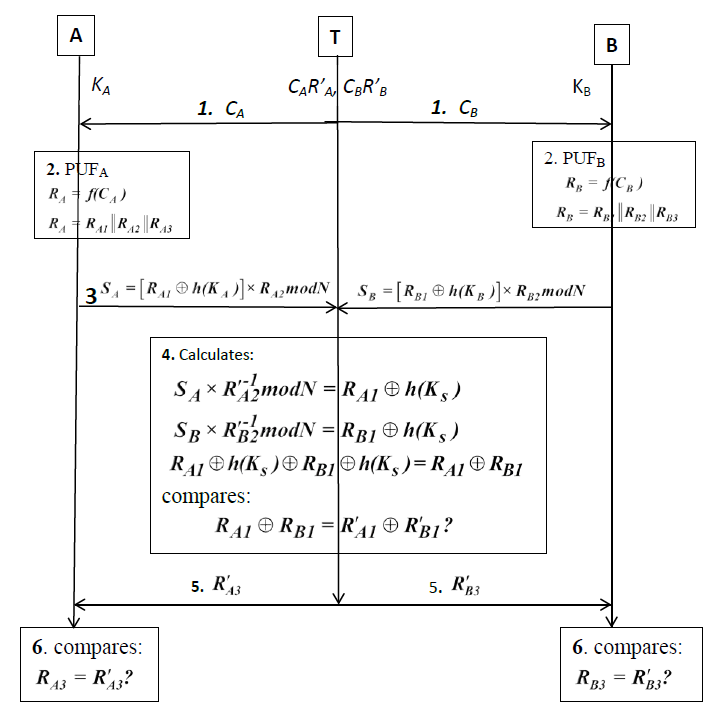 A T B
K_A C_A R'_A, C_B R'_B K_B
1. C_A 1. C_B
2. PUF_A
R_A = f(C_A)
R_A = R_A1 || R_A2 || R_A3
2. PUF_B
R_B = f(C_B)
R_B = R_B1 || R_B2 || R_B3
3 S_A = [R_A1 ⊕ h(K_A)] × R_A2 mod N S_B = [R_B1 ⊕ h(K_B)] × R_B2 mod N
4. Calculates:
S_A × R'^-1_A2 mod N = R_A1 ⊕ h(K_s)
S_B × R'^-1_B2 mod N = R_B1 ⊕ h(K_s)
R_A1 ⊕ h(K_s) ⊕ R_B1 ⊕ h(K_s) = R_A1 ⊕ R_B1
compares:
R_A1 ⊕ R_B1 = R'_A1 ⊕ R'_B1?
5. R'_A3 5. R'_B3
6. compares:
R_A3 = R'_A3?
6. compares:
R_B3 = R'_B3?